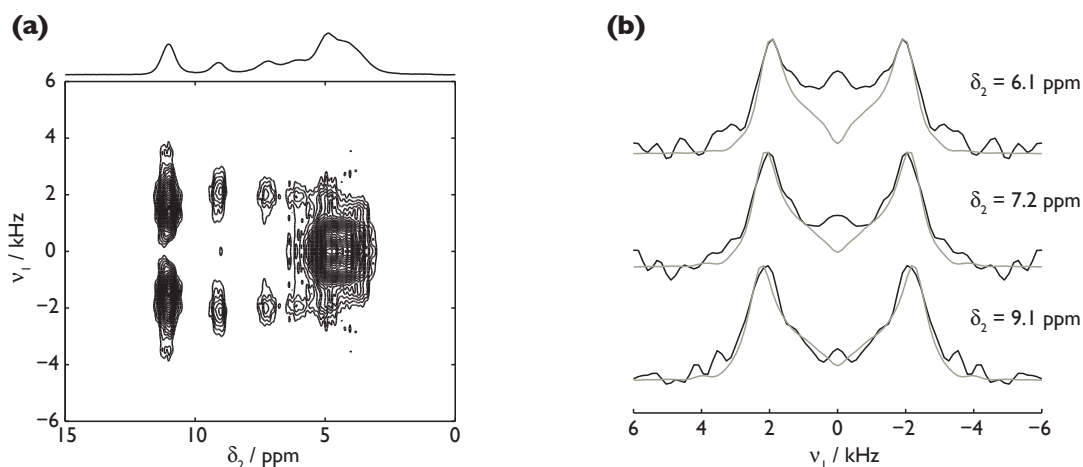 (a)
6
4
2
0
−2
−4
−6
ν₁ / kHz
15 10 5 0
δ₂ / ppm
(b)
δ₂ = 6.1 ppm
δ₂ = 7.2 ppm
δ₂ = 9.1 ppm
6 4 2 0 −2 −4 −6
ν₁ / kHz